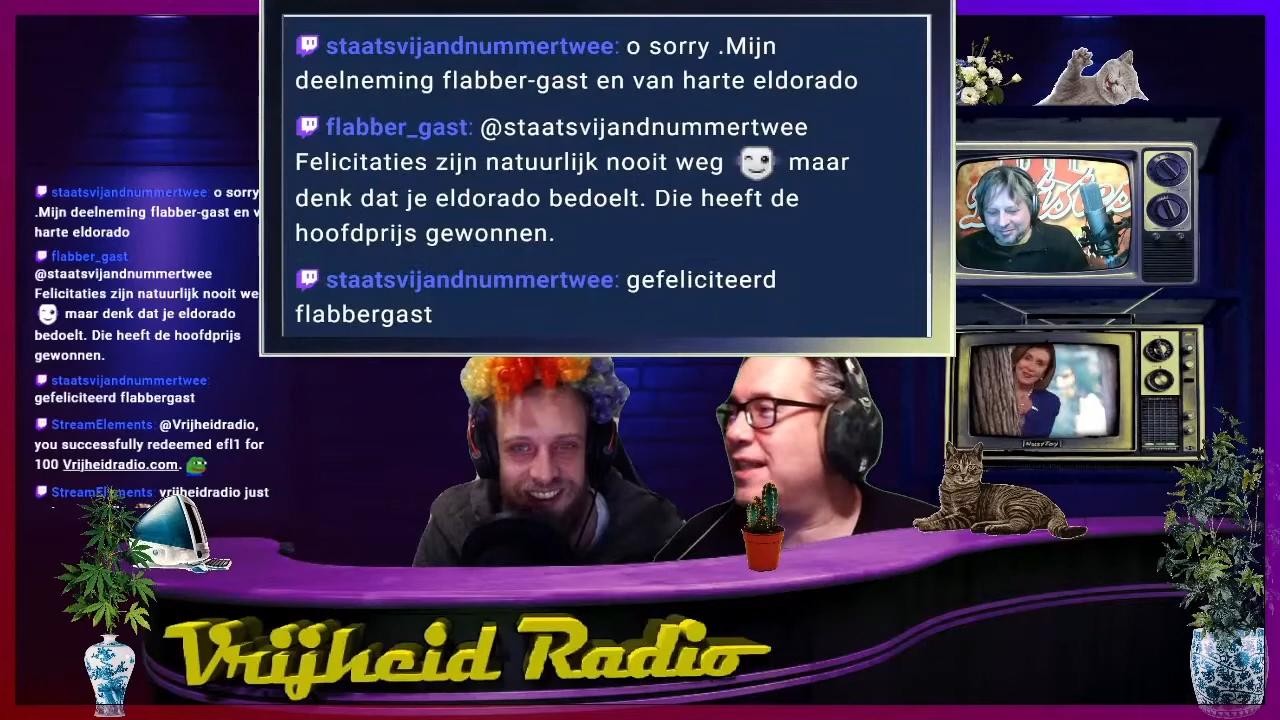 staatsvijandnummertwee: o sorry .Mijn
deelneming flabber-gast en van harte eldorado
flabber_gast: @staatsvijandnummertwee
Felicitaties zijn natuurlijk nooit weg maar
denk dat je eldorado bedoelt. Die heeft de
hoofdprijs gewonnen.
staatsvijandnummertwee: gefeliciteerd
flabbergast
staatsvijandnummertwee: o sorry
.Mijn deelneming flabber-gast en v
harte eldorado
flabber_gast
@staatsvijandnummertwee
Felicitaties zijn natuurlijk nooit we
maar denk dat je eldorado
bedoelt. Die heeft de hoofdprijs
gewonnen.
staatsvijandnummertwee:
gefeliciteerd flabbergast
StreamElements: @Vrijheidradio,
you successfully redeemed efl1 for
100 Vrijheidradio.com.
StreamElements: vrijheidradio just
Vrijheid Radio